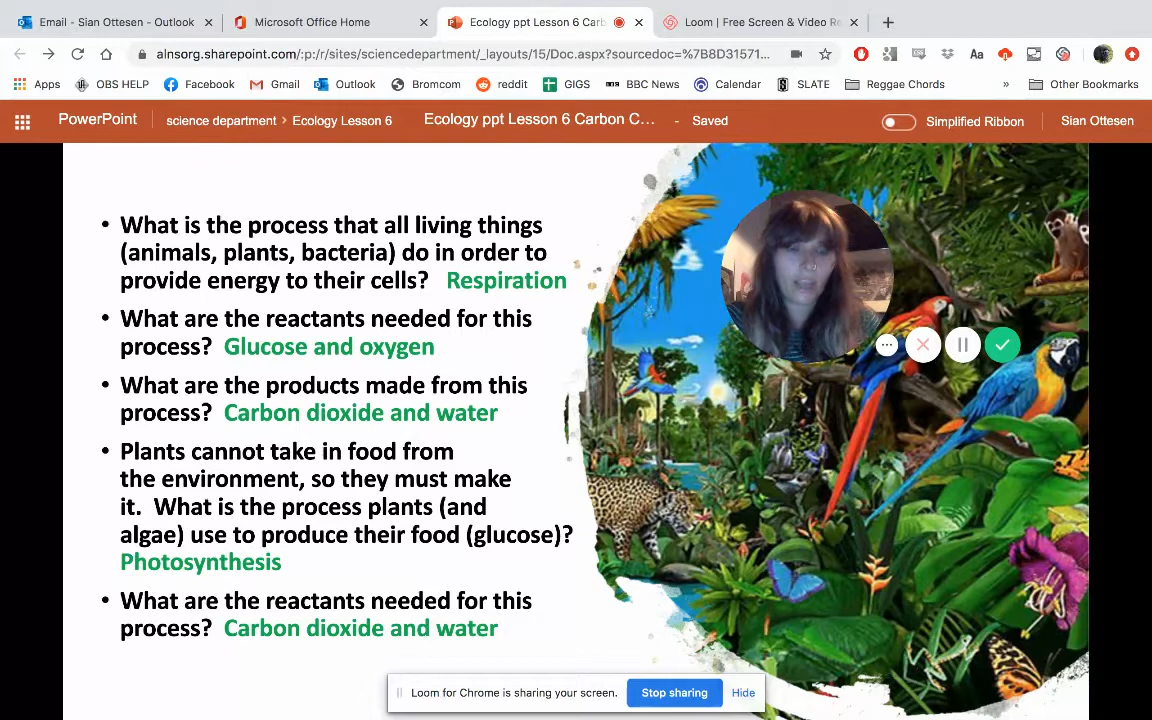 Email - Sian Ottesen - Outlook
Microsoft Office Home
Ecology ppt Lesson 6 Carb
Loom | Free Screen & Video Re
alnsorg.sharepoint.com/:p:/r/sites/sciencedepartment/_layouts/15/Doc.aspx?sourcedoc=%7B8D31571...
Aa
Apps
OBS HELP
Facebook
Gmail
Outlook
Bromcom
reddit
GIGS
BBC News
Calendar
SLATE
Reggae Chords
»
Other Bookmarks
PowerPoint
science department › Ecology Lesson 6
Ecology ppt Lesson 6 Carbon C... - Saved
Simplified Ribbon
Sian Ottesen
• What is the process that all living things
(animals, plants, bacteria) do in order to
provide energy to their cells? Respiration
• What are the reactants needed for this
process? Glucose and oxygen
• What are the products made from this
process? Carbon dioxide and water
• Plants cannot take in food from
the environment, so they must make
it. What is the process plants (and
algae) use to produce their food (glucose)?
Photosynthesis
• What are the reactants needed for this
process? Carbon dioxide and water
Loom for Chrome is sharing your screen.
Stop sharing
Hide